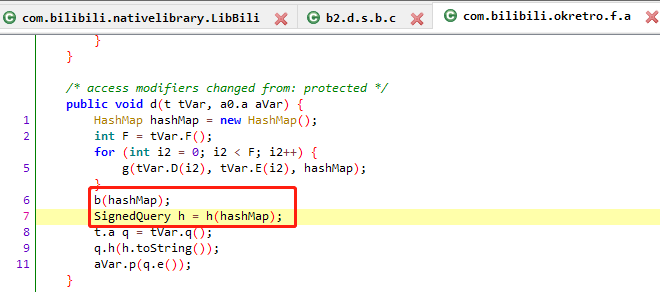 com.bilibili.nativelibrary.LibBili b2.d.s.b.c com.bilibili.okretro.f.a
}
}
/* access modifiers changed from: protected */
public void d(t tVar, a0.a aVar) {
1 HashMap hashMap = new HashMap();
2 int F = tVar.F();
for (int i2 = 0; i2 < F; i2++) {
5 g(tVar.D(i2), tVar.E(i2), hashMap);
}
6 b(hashMap);
7 SignedQuery h = h(hashMap);
8 t.a q = tVar.q();
9 q.h(h.toString());
11 aVar.p(q.e());
}